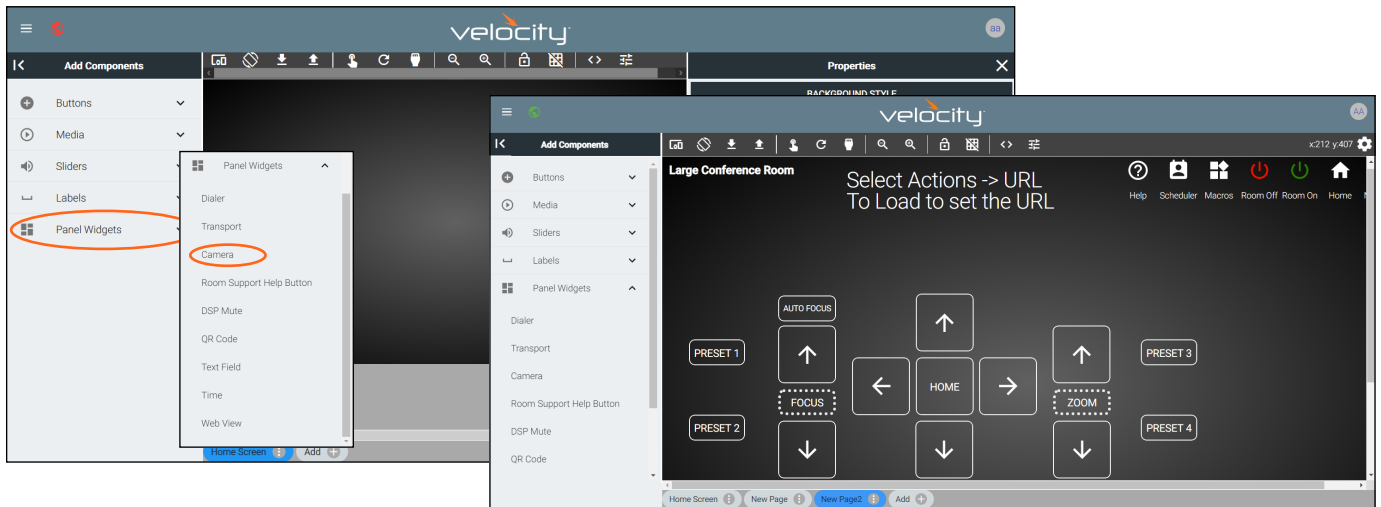 velocity
aa
Add Components
Properties
BACKGROUND STYLE
Buttons
Media
Sliders
Labels
Panel Widgets
Panel Widgets
Dialer
Transport
Camera
Room Support Help Button
DSP Mute
QR Code
Text Field
Time
Web View
Home Screen
Add
velocity
AA
Add Components
x:212 y:407
Buttons
Media
Sliders
Labels
Panel Widgets
Dialer
Transport
Camera
Room Support Help Button
DSP Mute
QR Code
Large Conference Room
Select Actions -> URL
To Load to set the URL
Help Scheduler Macros Room Off Room On Home
AUTO FOCUS
PRESET 1
PRESET 3
HOME
FOCUS
ZOOM
PRESET 2
PRESET 4
Home Screen New Page New Page2 Add